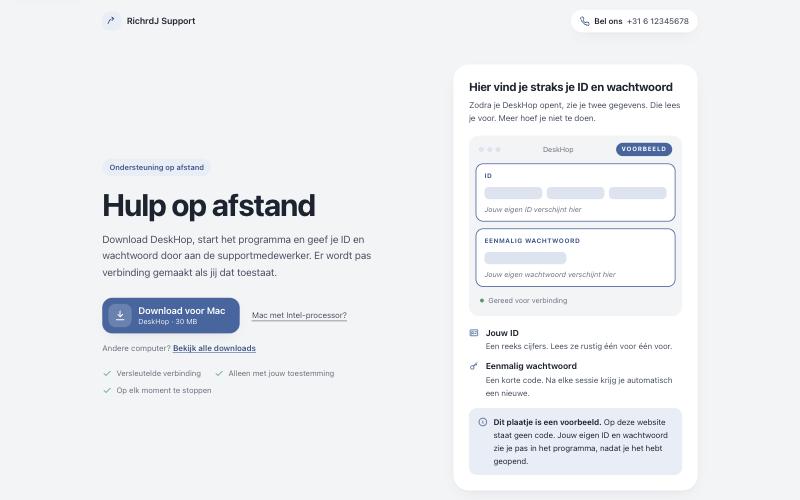 RichrdJ Support
Bel ons +31 6 12345678
Ondersteuning op afstand
Hulp op afstand
Download DeskHop, start het programma en geef je ID en
wachtwoord door aan de supportmedewerker. Er wordt pas
verbinding gemaakt als jij dat toestaat.
Download voor Mac
DeskHop · 30 MB
Mac met Intel-processor?
Andere computer? Bekijk alle downloads
Versleutelde verbinding
Alleen met jouw toestemming
Op elk moment te stoppen
Hier vind je straks je ID en wachtwoord
Zodra je DeskHop opent, zie je twee gegevens. Die lees
je voor. Meer hoef je niet te doen.
DeskHop
VOORBEELD
ID
Jouw eigen ID verschijnt hier
EENMALIG WACHTWOORD
Jouw eigen wachtwoord verschijnt hier
Gereed voor verbinding
Jouw ID
Een reeks cijfers. Lees ze rustig één voor één voor.
Eenmalig wachtwoord
Een korte code. Na elke sessie krijg je automatisch
een nieuwe.
Dit plaatje is een voorbeeld. Op deze website
staat geen code. Jouw eigen ID en wachtwoord
zie je pas in het programma, nadat je het hebt
geopend.